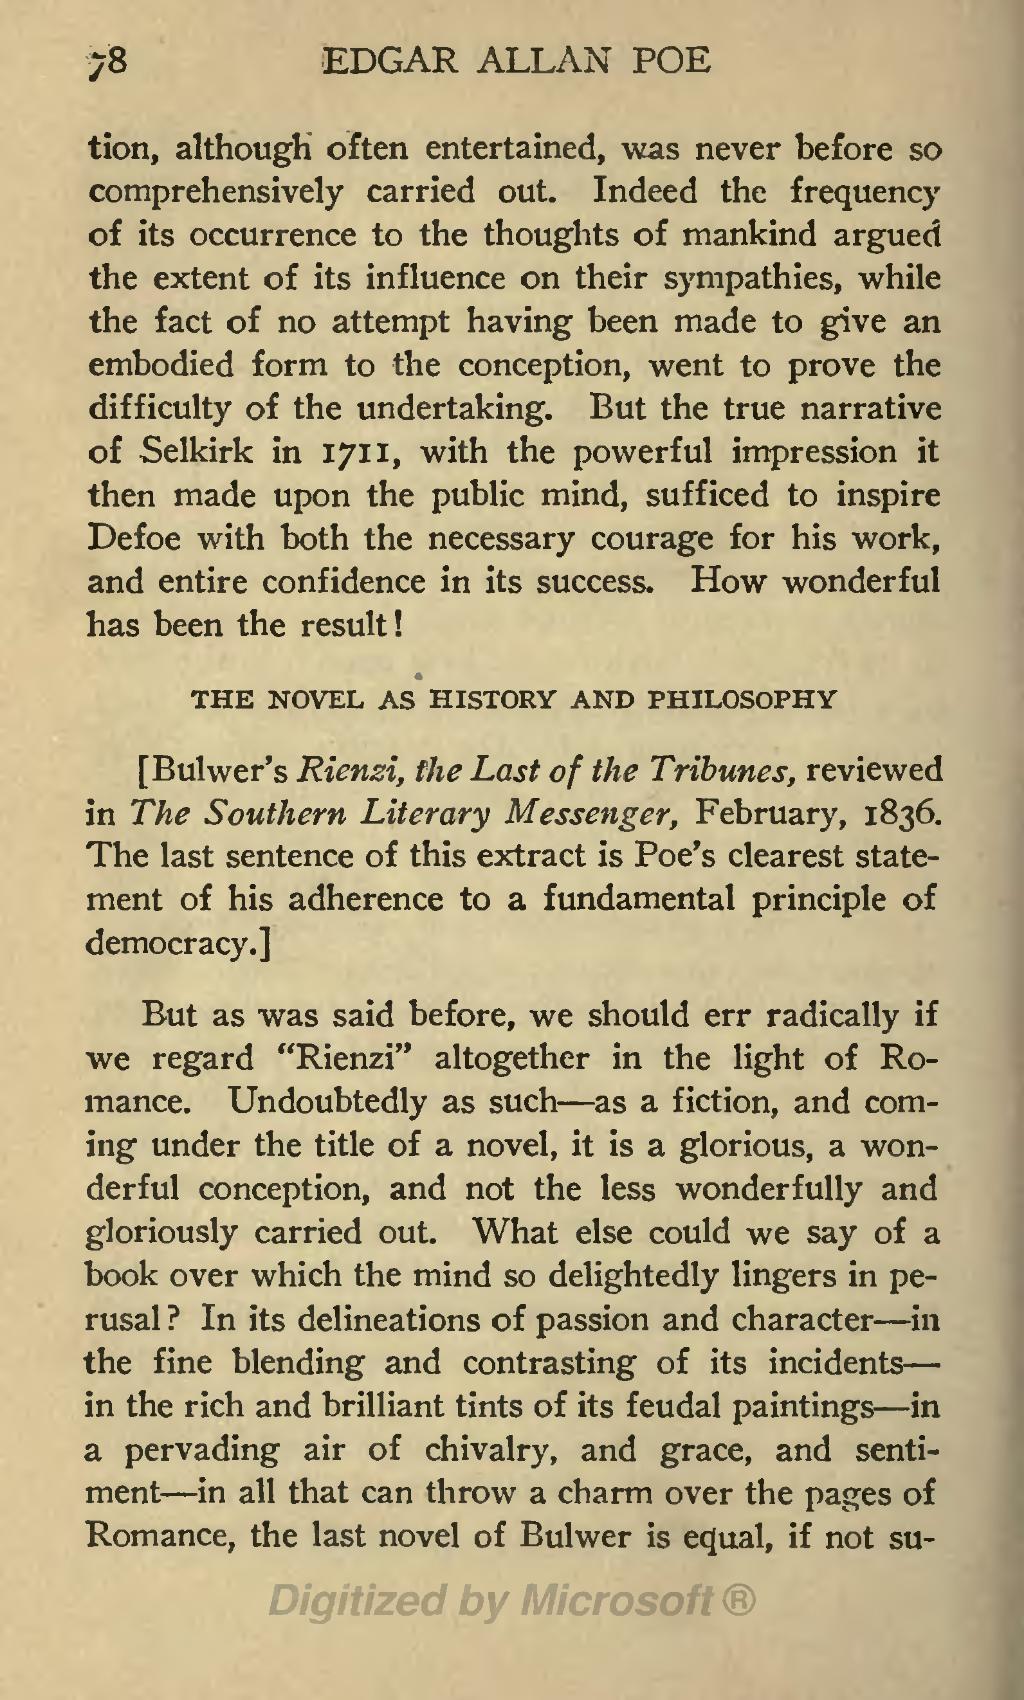 78 EDGAR ALLAN POE
tion, although often entertained, was never before so
comprehensively carried out. Indeed the frequency
of its occurrence to the thoughts of mankind argued
the extent of its influence on their sympathies, while
the fact of no attempt having been made to give an
embodied form to the conception, went to prove the
difficulty of the undertaking. But the true narrative
of Selkirk in 1711, with the powerful impression it
then made upon the public mind, sufficed to inspire
Defoe with both the necessary courage for his work,
and entire confidence in its success. How wonderful
has been the result!
THE NOVEL AS HISTORY AND PHILOSOPHY
[Bulwer's Rienzi, the Last of the Tribunes, reviewed
in The Southern Literary Messenger, February, 1836.
The last sentence of this extract is Poe's clearest state-
ment of his adherence to a fundamental principle of
democracy.]
But as was said before, we should err radically if
we regard "Rienzi" altogether in the light of Ro-
mance. Undoubtedly as such—as a fiction, and com-
ing under the title of a novel, it is a glorious, a won-
derful conception, and not the less wonderfully and
gloriously carried out. What else could we say of a
book over which the mind so delightedly lingers in pe-
rusal? In its delineations of passion and character—in
the fine blending and contrasting of its incidents—
in the rich and brilliant tints of its feudal paintings—in
a pervading air of chivalry, and grace, and senti-
ment—in all that can throw a charm over the pages of
Romance, the last novel of Bulwer is equal, if not su-
Digitized by Microsoft ®